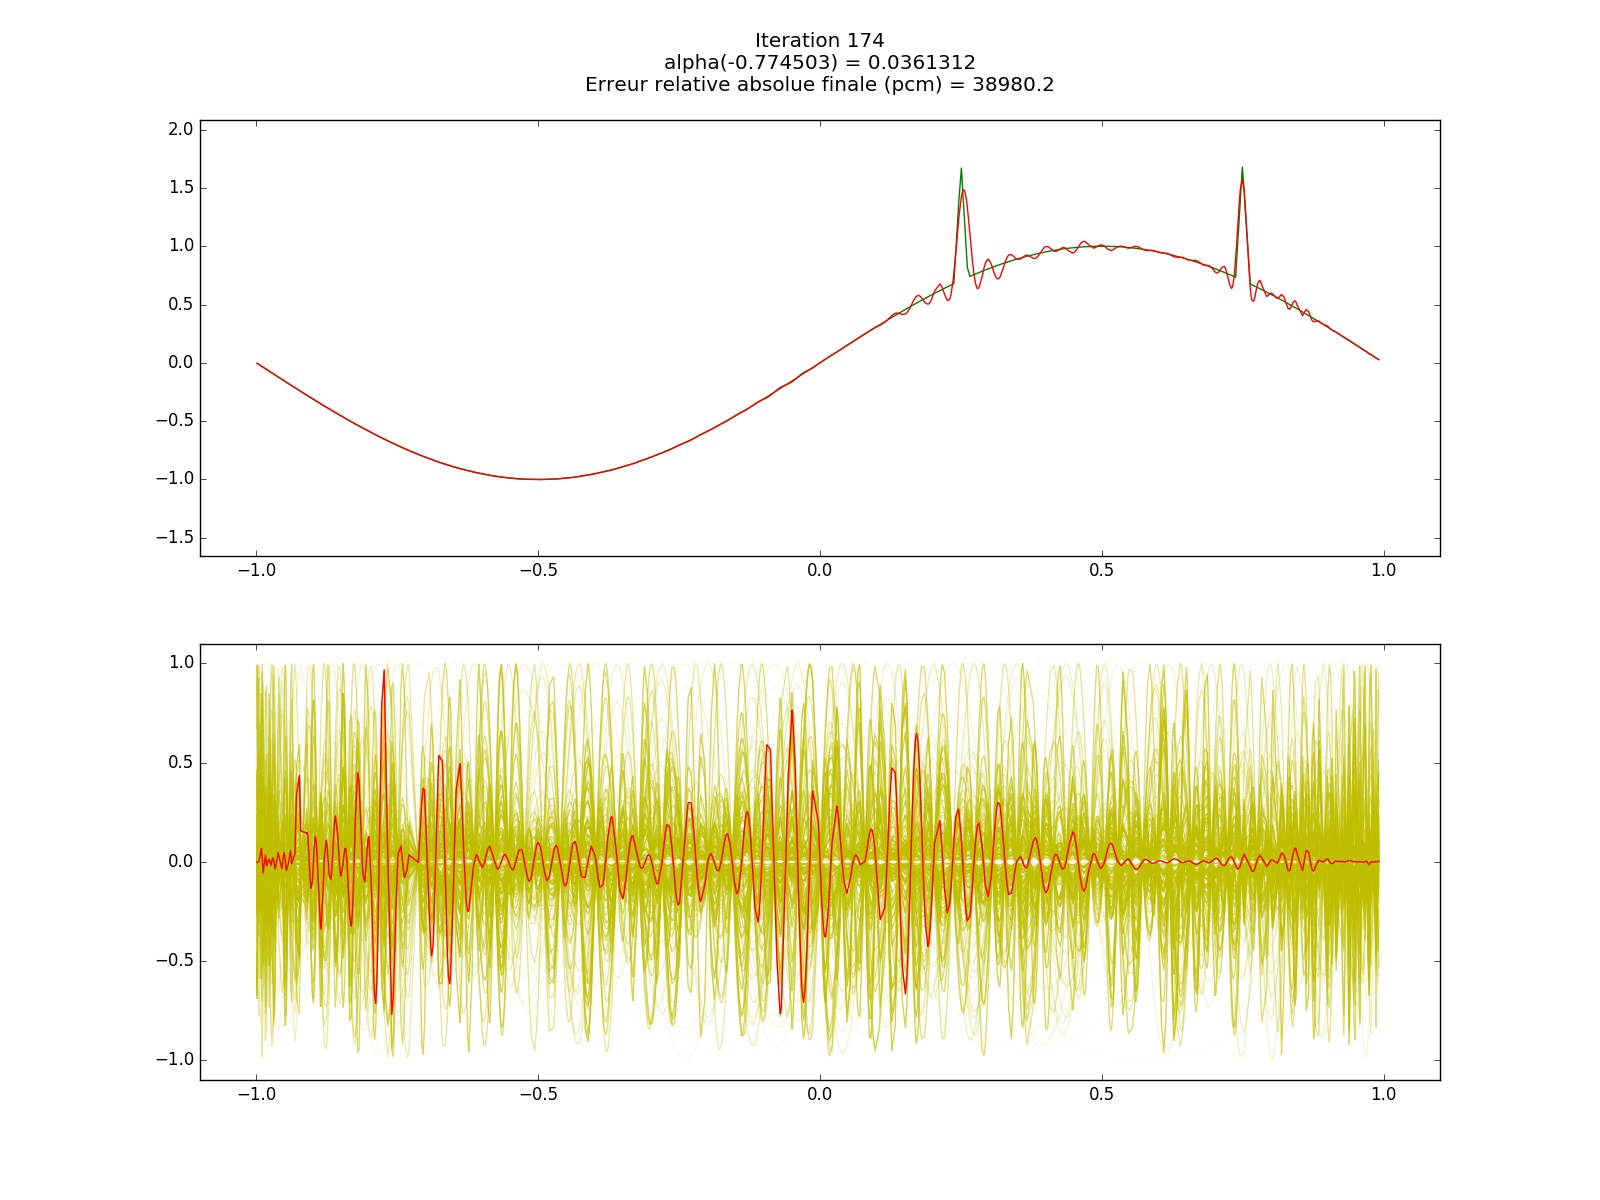 Iteration 174
alpha(-0.774503) = 0.0361312
Erreur relative absolue finale (pcm) = 38980.2
2.0
1.5
1.0
0.5
0.0
−0.5
−1.0
−1.5
−1.0 −0.5 0.0 0.5 1.0
1.0
0.5
0.0
−0.5
−1.0
−1.0 −0.5 0.0 0.5 1.0